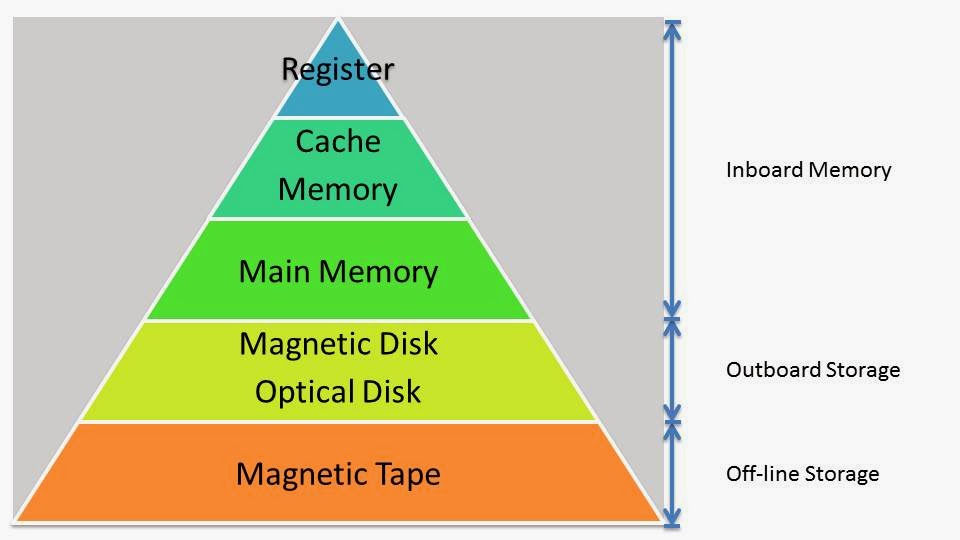 Register
Cache
Memory
Main Memory
Magnetic Disk
Optical Disk
Magnetic Tape
Inboard Memory
Outboard Storage
Off-line Storage